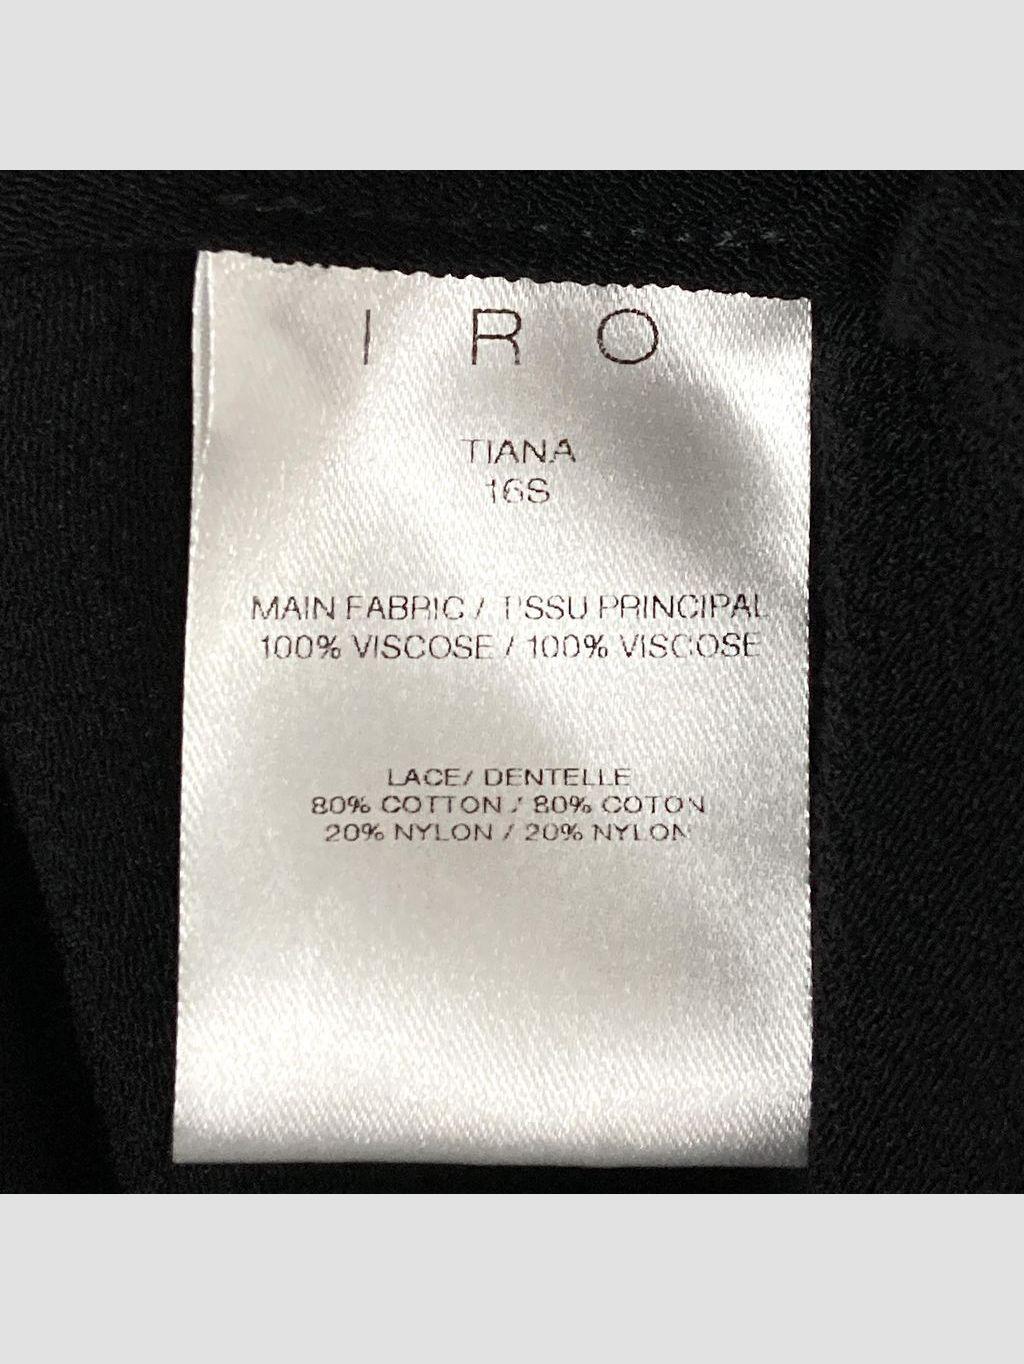 IRO
TIANA
16S
MAIN FABRIC / TISSU PRINCIPAL
100% VISCOSE / 100% VISCOSE
LACE/ DENTELLE
80% COTTON / 80% COTON
20% NYLON / 20% NYLON